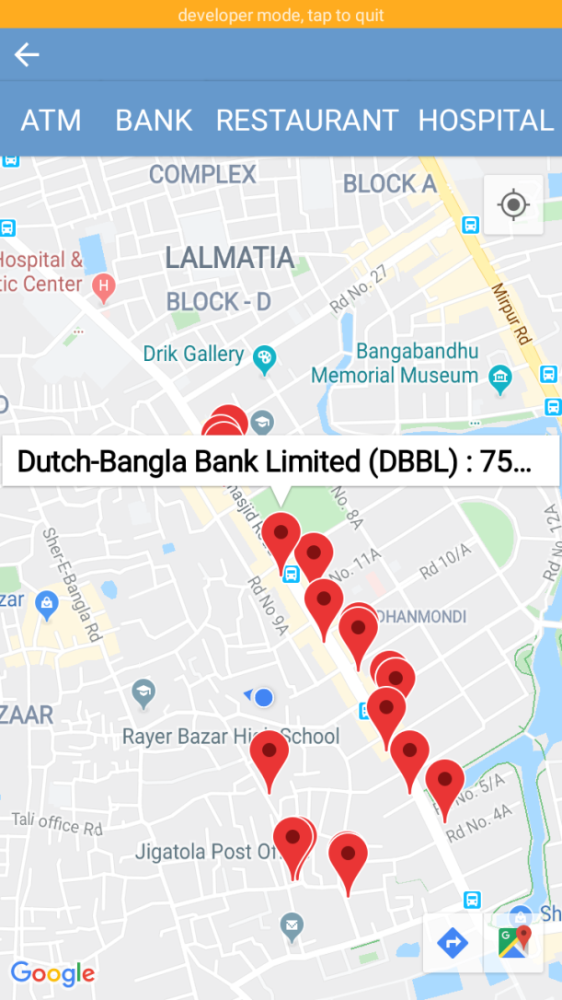 developer mode, tap to quit
ATM BANK RESTAURANT HOSPITAL
COMPLEX
BLOCK A
LALMATIA
Hospital &
tic Center
H
BLOCK - D
Rd No. 27
Mirpur Rd
Drik Gallery
Bangabandhu
Memorial Museum
Dutch-Bangla Bank Limited (DBBL) : 75...
No. 8A
Rd No. 12A
Sher-E-Bangla Rd
No. 11A
Rd 10/A
Rd No 9A
zar
DHANMONDI
ZAAR
Rayer Bazar High School
No. 5/A
Rd No. 4A
Tali office Rd
Jigatola Post Of
Sh
G
Google